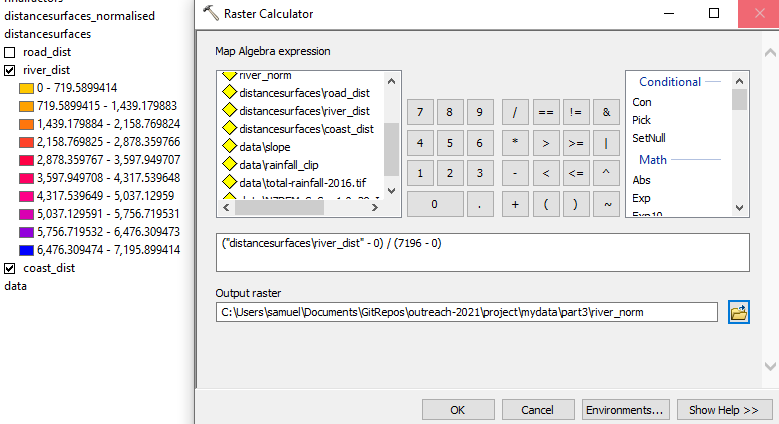 distancesurfaces_normalised
distancesurfaces
road_dist
river_dist
0 - 719.5899414
719.5899415 - 1,439.179883
1,439.179884 - 2,158.769824
2,158.769825 - 2,878.359766
2,878.359767 - 3,597.949707
3,597.949708 - 4,317.539648
4,317.539649 - 5,037.12959
5,037.129591 - 5,756.719531
5,756.719532 - 6,476.309473
6,476.309474 - 7,195.899414
coast_dist
data
Raster Calculator
Map Algebra expression
river_norm
distancesurfaces\road_dist
distancesurfaces\river_dist
distancesurfaces\coast_dist
data\slope
data\rainfall_clip
data\total-rainfall-2016.tif
7 8 9 / == != &
4 5 6 * > >= |
1 2 3 - < <= ^
0 . + ( ) ~
Conditional
Con
Pick
SetNull
Math
Abs
Exp
Exp10
("distancesurfaces\river_dist" - 0) / (7196 - 0)
Output raster
C:\Users\samuel\Documents\GitRepos\outreach-2021\project\mydata\part3\river_norm
OK Cancel Environments... Show Help >>